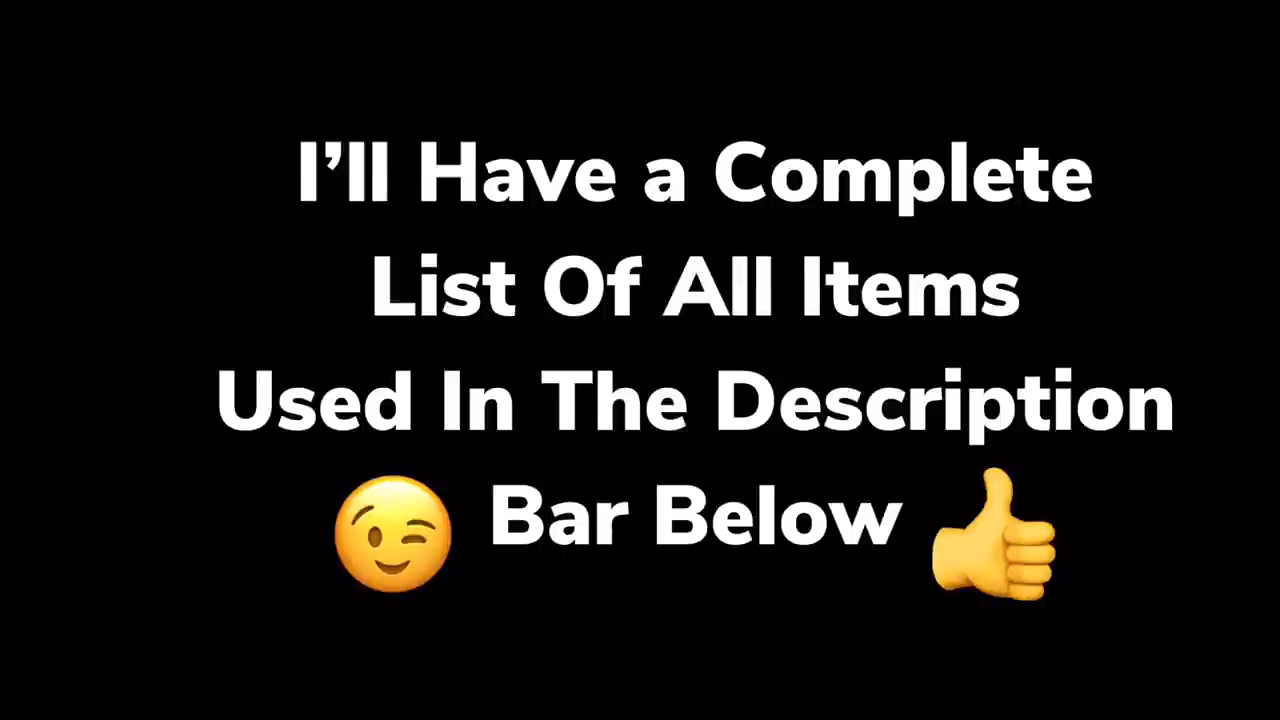 I’ll Have a Complete
List Of All Items
Used In The Description
Bar Below